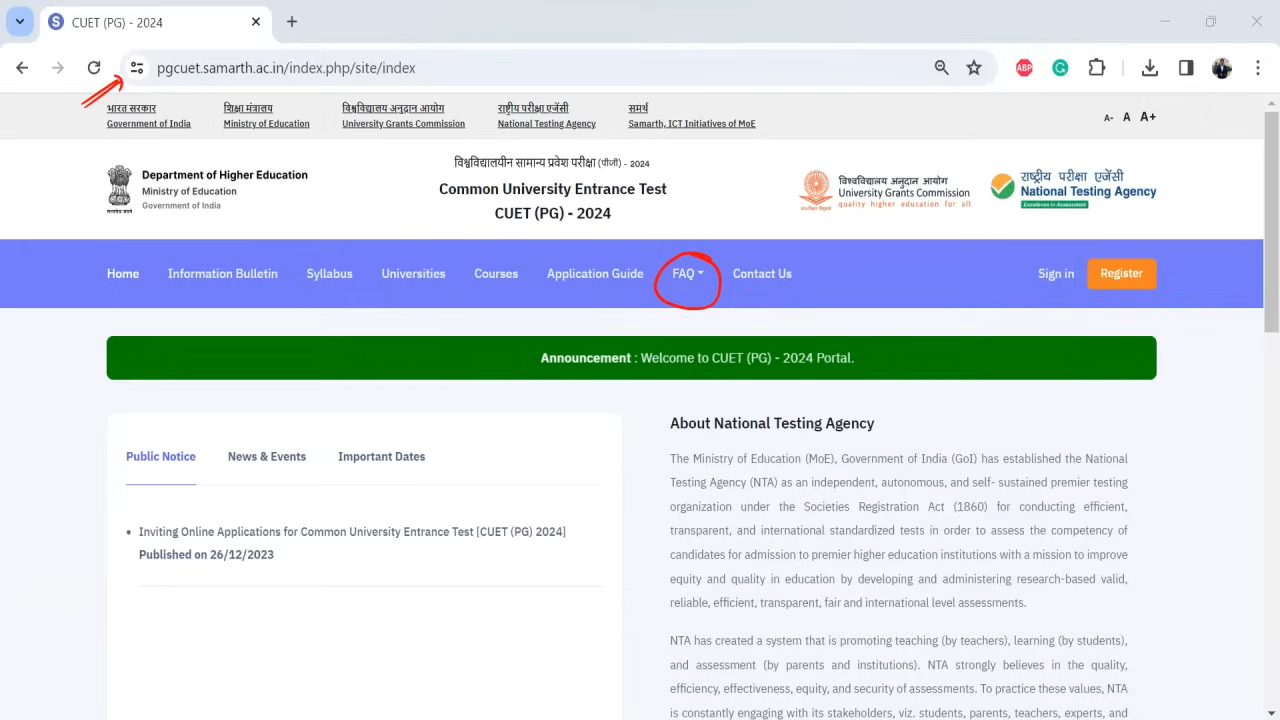 CUET (PG) - 2024
pgcuet.samarth.ac.in/index.php/site/index
ABP
भारत सरकार
Government of India
शिक्षा मंत्रालय
Ministry of Education
विश्वविद्यालय अनुदान आयोग
University Grants Commission
राष्ट्रीय परीक्षा एजेंसी
National Testing Agency
समर्थ
Samarth, ICT Initiatives of MoE
A- A A+
सत्यमेव जयते
Department of Higher Education
Ministry of Education
Government of India
विश्वविद्यालयीन सामान्य प्रवेश परीक्षा (पीजी) - 2024
Common University Entrance Test
CUET (PG) - 2024
विश्वविद्यालय अनुदान आयोग
University Grants Commission
quality higher education for all
राष्ट्रीय परीक्षा एजेंसी
National Testing Agency
Excellence in Assessment
Home Information Bulletin Syllabus Universities Courses Application Guide FAQ Contact Us Sign in Register
Announcement : Welcome to CUET (PG) - 2024 Portal.
Public Notice News & Events Important Dates
Inviting Online Applications for Common University Entrance Test [CUET (PG) 2024]
Published on 26/12/2023
About National Testing Agency
The Ministry of Education (MoE), Government of India (GoI) has established the National
Testing Agency (NTA) as an independent, autonomous, and self- sustained premier testing
organization under the Societies Registration Act (1860) for conducting efficient,
transparent, and international standardized tests in order to assess the competency of
candidates for admission to premier higher education institutions with a mission to improve
equity and quality in education by developing and administering research-based valid,
reliable, efficient, transparent, fair and international level assessments.
NTA has created a system that is promoting teaching (by teachers), learning (by students),
and assessment (by parents and institutions). NTA strongly believes in the quality,
efficiency, effectiveness, equity, and security of assessments. To practice these values, NTA
is constantly engaging with its stakeholders, viz. students, parents, teachers, experts, and